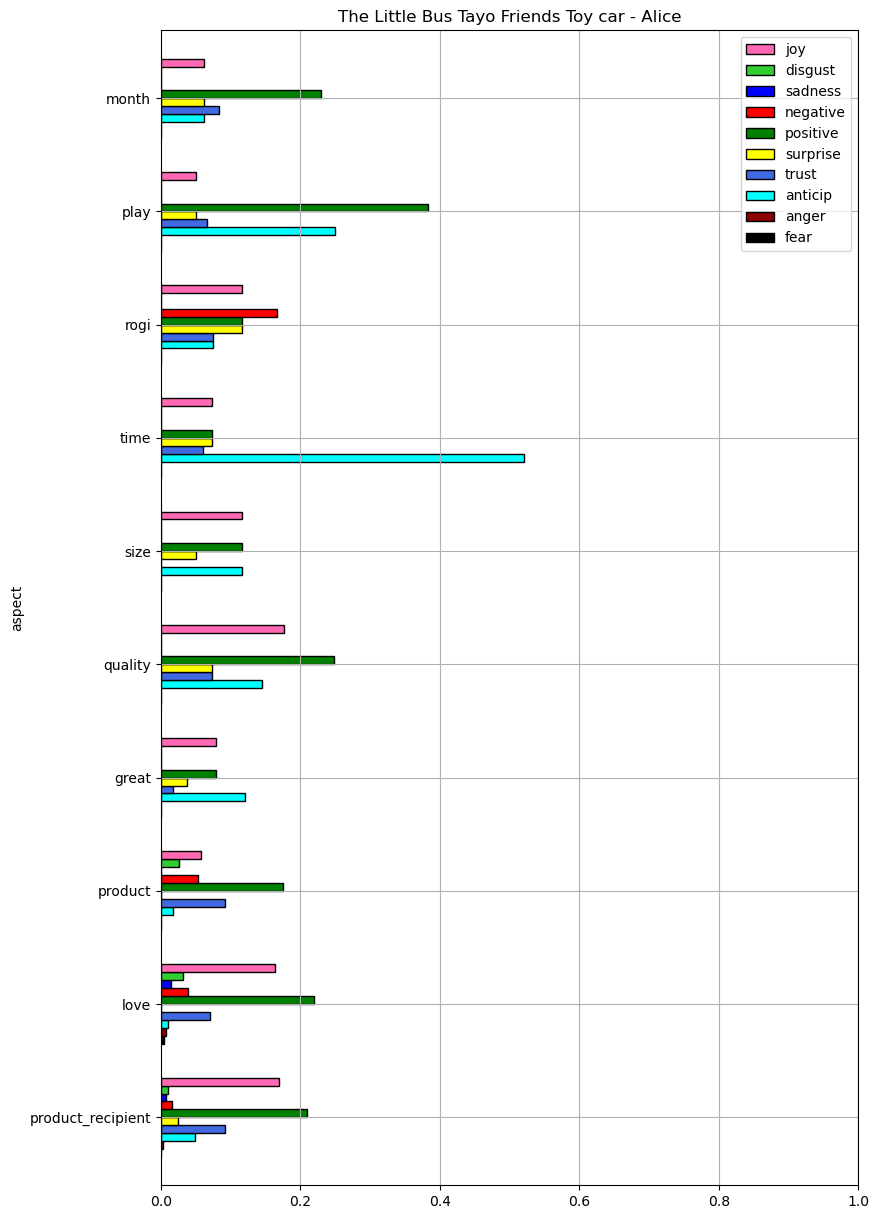 The Little Bus Tayo Friends Toy car - Alice
joy
disgust
sadness
negative
positive
surprise
trust
anticip
anger
fear
aspect
month
play
rogi
time
size
quality
great
product
love
product_recipient
0.0 0.2 0.4 0.6 0.8 1.0